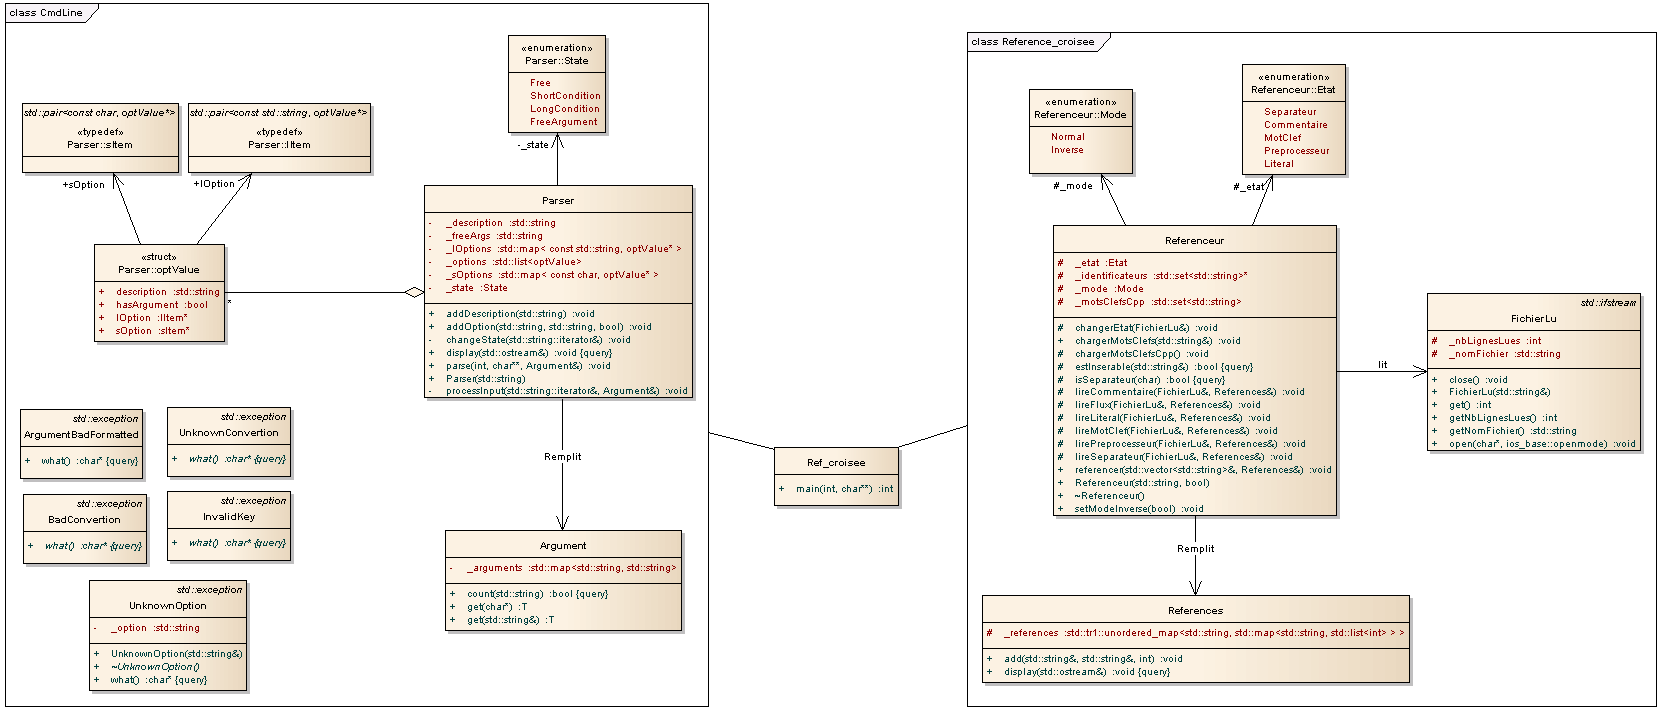 class CmdLine
«enumeration»
Parser::State
Free
ShortCondition
LongCondition
FreeArgument
std::pair<const char, optValue*>
«typedef»
Parser::sItem
std::pair<const std::string, optValue*>
«typedef»
Parser::lItem
-_state
+sOption
+lOption
Parser
- _description :std::string
- _freeArgs :std::string
- _lOptions :std::map< const std::string, optValue* >
- _options :std::list<optValue>
- _sOptions :std::map< const char, optValue* >
- _state :State
+ addDescription(std::string) :void
+ addOption(std::string, std::string, bool) :void
- changeState(std::string::iterator&) :void
+ display(std::ostream&) :void {query}
+ parse(int, char**, Argument&) :void
+ Parser(std::string)
- processInput(std::string::iterator&, Argument&) :void
«struct»
Parser::optValue
+ description :std::string
+ hasArgument :bool
+ lOption :lItem*
+ sOption :sItem*
*
std::exception
ArgumentBadFormatted
+ what() :char* {query}
std::exception
UnknownConvertion
+ what() :char* {query}
std::exception
BadConvertion
+ what() :char* {query}
std::exception
InvalidKey
+ what() :char* {query}
std::exception
UnknownOption
- _option :std::string
+ UnknownOption(std::string&)
+ ~UnknownOption()
+ what() :char* {query}
Remplit
Argument
- _arguments :std::map<std::string, std::string>
+ count(std::string) :bool {query}
+ get(char*) :T
+ get(std::string&) :T
Ref_croisee
+ main(int, char**) :int
class Reference_croisee
«enumeration»
Referenceur::Mode
Normal
Inverse
«enumeration»
Referenceur::Etat
Separateur
Commentaire
MotClef
Preprocesseur
Literal
#_mode
#_etat
Referenceur
# _etat :Etat
# _identificateurs :std::set<std::string>*
# _mode :Mode
# _motsClefsCpp :std::set<std::string>
# changerEtat(FichierLu&) :void
+ chargerMotsClefs(std::string&) :void
# chargerMotsClefsCpp() :void
# estInserable(std::string&) :bool {query}
# isSeparateur(char) :bool {query}
# lireCommentaire(FichierLu&, References&) :void
# lireFlux(FichierLu&, References&) :void
# lireLiteral(FichierLu&, References&) :void
# lireMotClef(FichierLu&, References&) :void
# lirePreprocesseur(FichierLu&, References&) :void
# lireSeparateur(FichierLu&, References&) :void
+ referencer(std::vector<std::string>&, References&) :void
+ Referenceur(std::string, bool)
+ ~Referenceur()
+ setModeInverse(bool) :void
lit
std::ifstream
FichierLu
# _nbLignesLues :int
# _nomFichier :std::string
+ close() :void
+ FichierLu(std::string&)
+ get() :int
+ getNbLignesLues() :int
+ getNomFichier() :std::string
+ open(char*, ios_base::openmode) :void
Remplit
References
# _references :std::tr1::unordered_map<std::string, std::map<std::string, std::list<int> > >
+ add(std::string&, std::string&, int) :void
+ display(std::ostream&) :void {query}